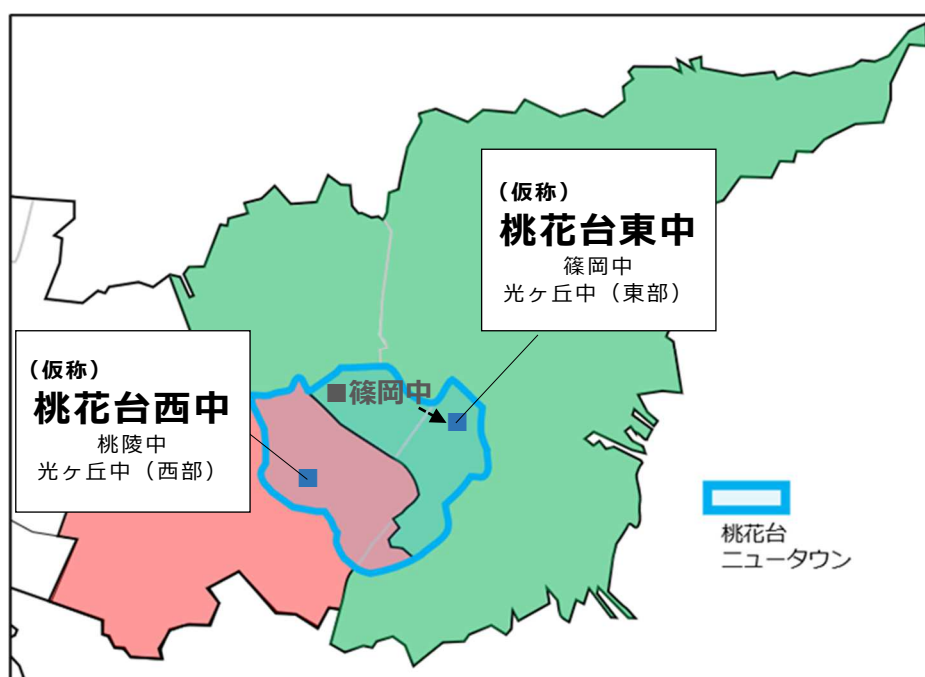 （仮称）
桃花台東中
篠岡中
光ヶ丘中（東部）
（仮称）
桃花台西中
桃陵中
光ヶ丘中（西部）
■篠岡中
桃花台
ニュータウン